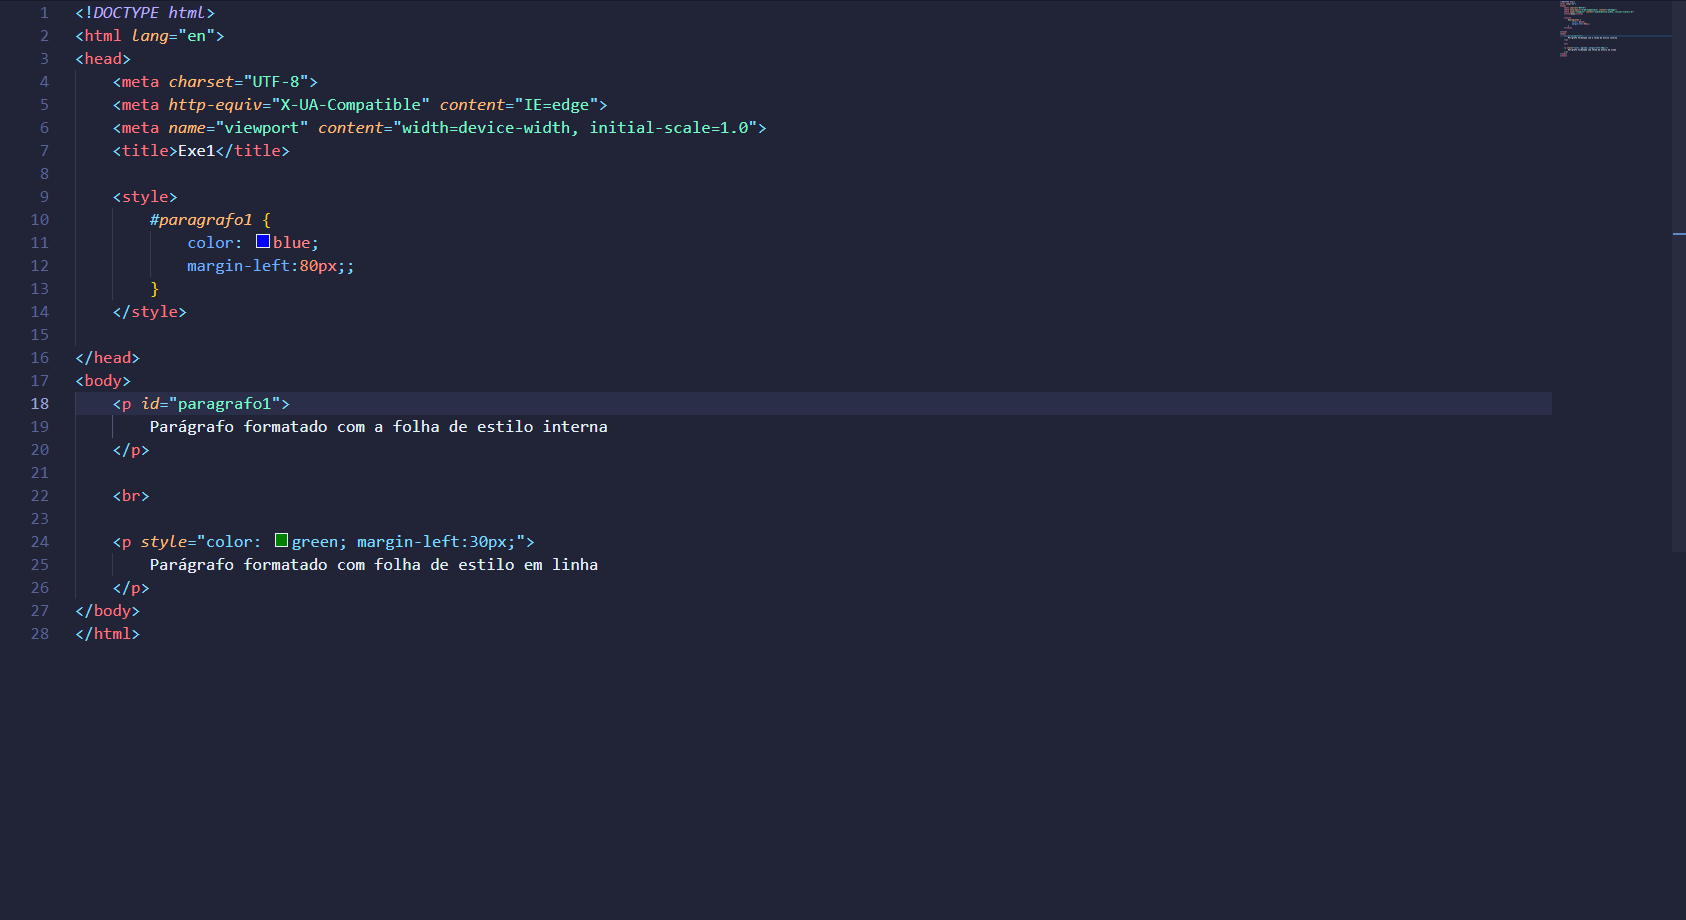 1 <!DOCTYPE html>
2 <html lang="en">
3 <head>
4 <meta charset="UTF-8">
5 <meta http-equiv="X-UA-Compatible" content="IE=edge">
6 <meta name="viewport" content="width=device-width, initial-scale=1.0">
7 <title>Exe1</title>
8
9 <style>
10 #paragrafo1 {
11 color: blue;
12 margin-left:80px;;
13 }
14 </style>
15
16 </head>
17 <body>
18 <p id="paragrafo1">
19 Parágrafo formatado com a folha de estilo interna
20 </p>
21
22 <br>
23
24 <p style="color: green; margin-left:30px;">
25 Parágrafo formatado com folha de estilo em linha
26 </p>
27 </body>
28 </html>